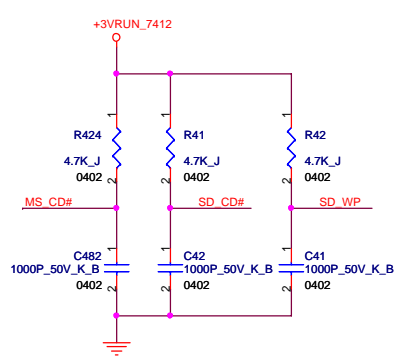 +3VRUN_7412
1 1 1
R424 R41 R42
4.7K_J 4.7K_J 4.7K_J
0402 0402 0402
2 2 2
MS_CD# SD_CD# SD_WP
1 1 1
C482 C42 C41
1000P_50V_K_B 1000P_50V_K_B 1000P_50V_K_B
0402 0402 0402
2 2 2